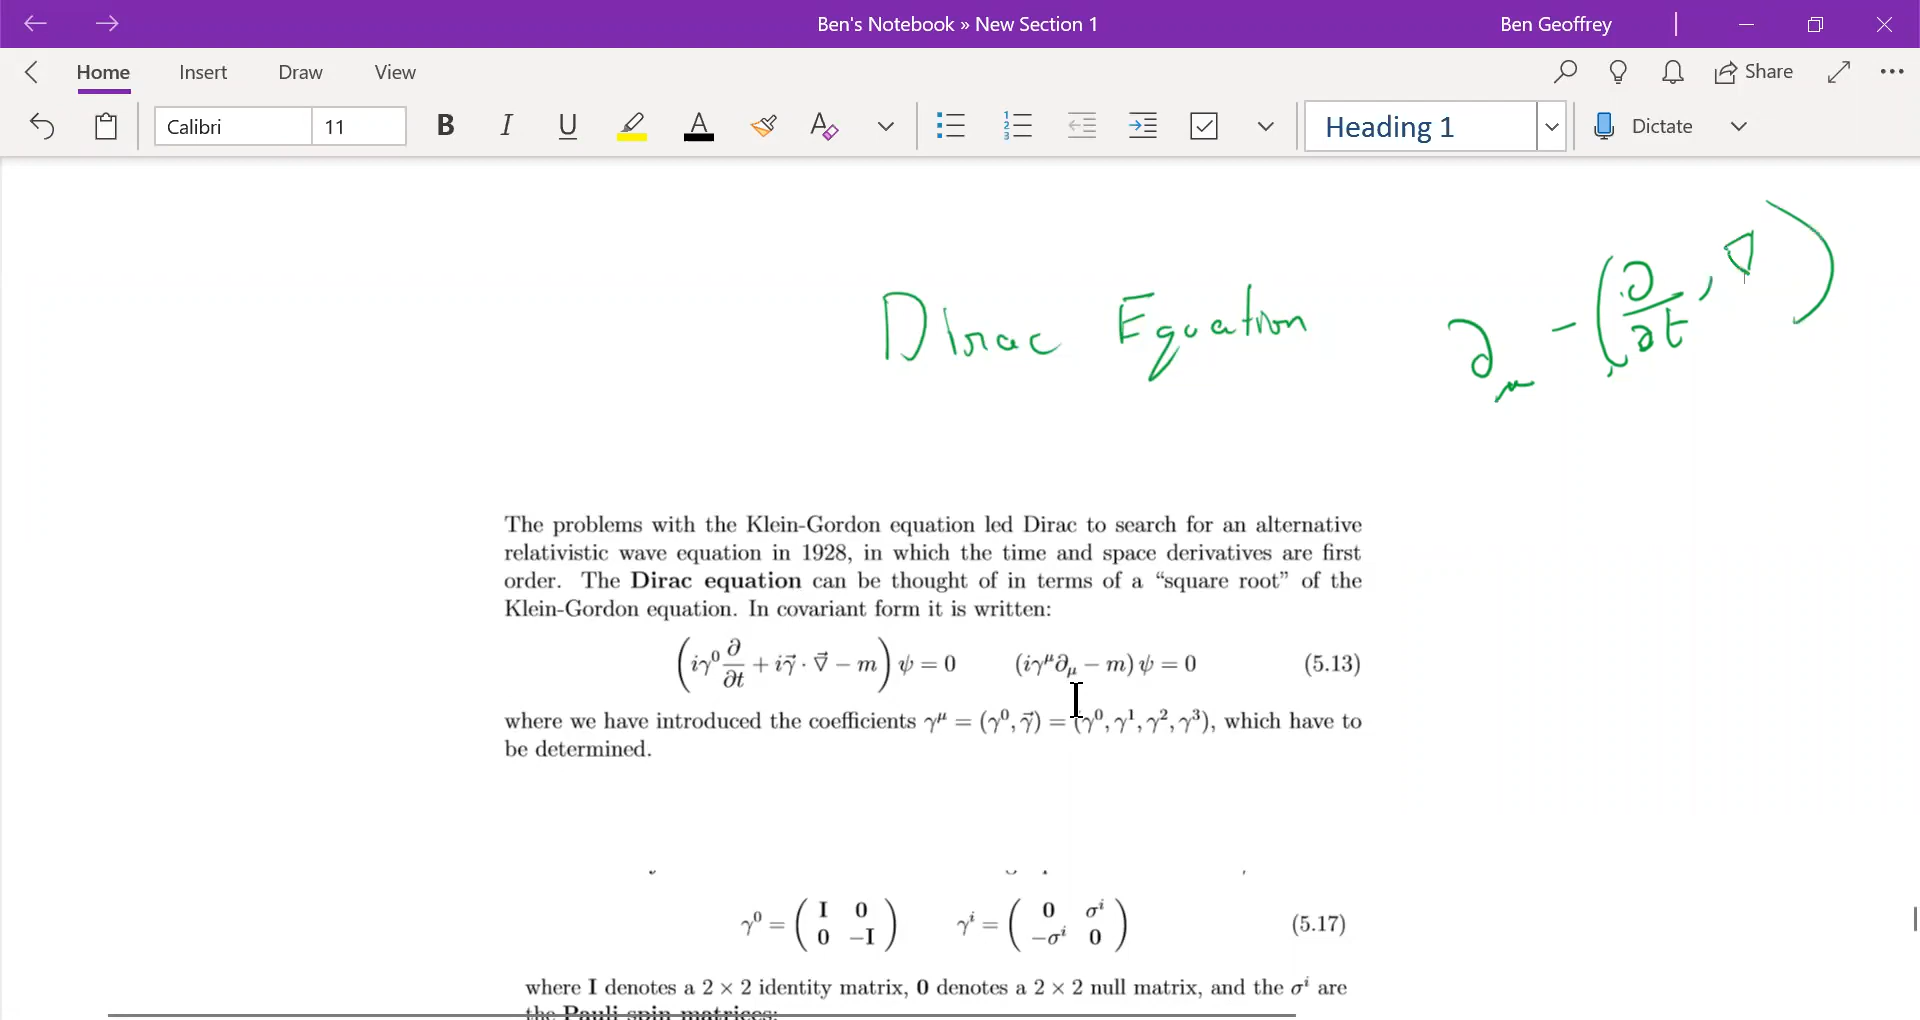 Ben's Notebook » New Section 1
Ben Geoffrey
Home Insert Draw View
Share
Calibri 11 B I U A A Heading 1 Dictate
Dirac Equation ∂_μ - (∂/∂t, ∇)
The problems with the Klein-Gordon equation led Dirac to search for an alternative
relativistic wave equation in 1928, in which the time and space derivatives are first
order. The Dirac equation can be thought of in terms of a “square root” of the
Klein-Gordon equation. In covariant form it is written:
(iγ⁰ ∂/∂t + iγ⃗ · ∇⃗ − m) ψ = 0 (iγ^μ ∂_μ − m) ψ = 0 (5.13)
where we have introduced the coefficients γ^μ = (γ⁰, γ⃗) = (γ⁰, γ¹, γ², γ³), which have to
be determined.
γ⁰ = ( I 0 ; 0 −I ) γ^i = ( 0 σ^i ; −σ^i 0 ) (5.17)
where I denotes a 2 × 2 identity matrix, 0 denotes a 2 × 2 null matrix, and the σ^i are
the Pauli spin matrices: